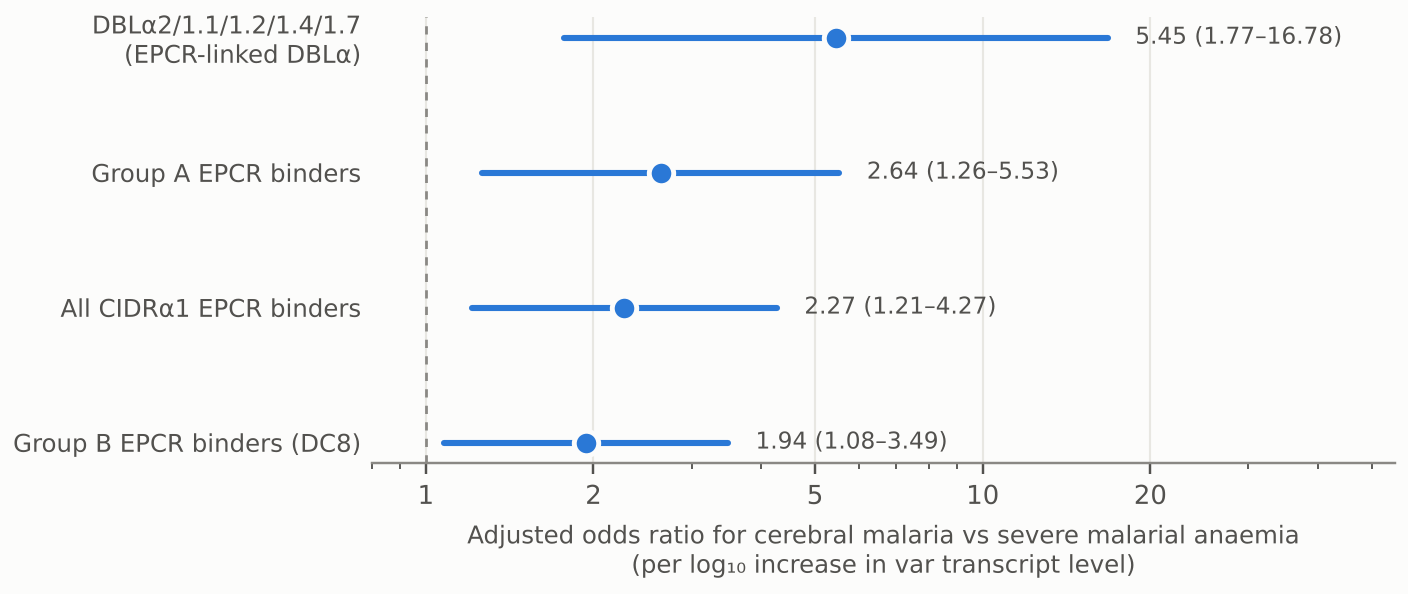 DBLα2/1.1/1.2/1.4/1.7
(EPCR-linked DBLα)
5.45 (1.77–16.78)
Group A EPCR binders
2.64 (1.26–5.53)
All CIDRα1 EPCR binders
2.27 (1.21–4.27)
Group B EPCR binders (DC8)
1.94 (1.08–3.49)
1 2 5 10 20
Adjusted odds ratio for cerebral malaria vs severe malarial anaemia
(per log₁₀ increase in var transcript level)